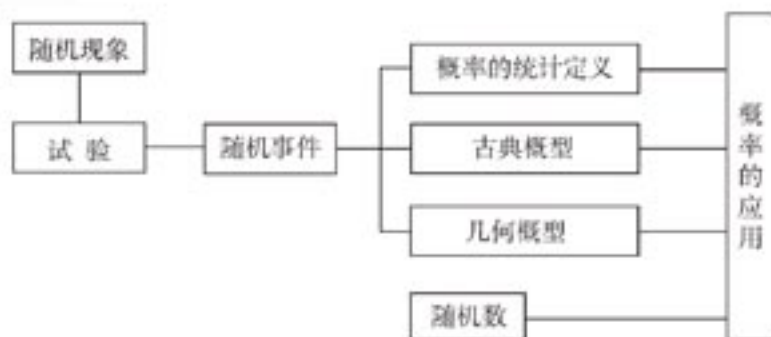 随机现象
试验
随机事件
概率的统计定义
古典概型
几何概型
随机数
概率的应用